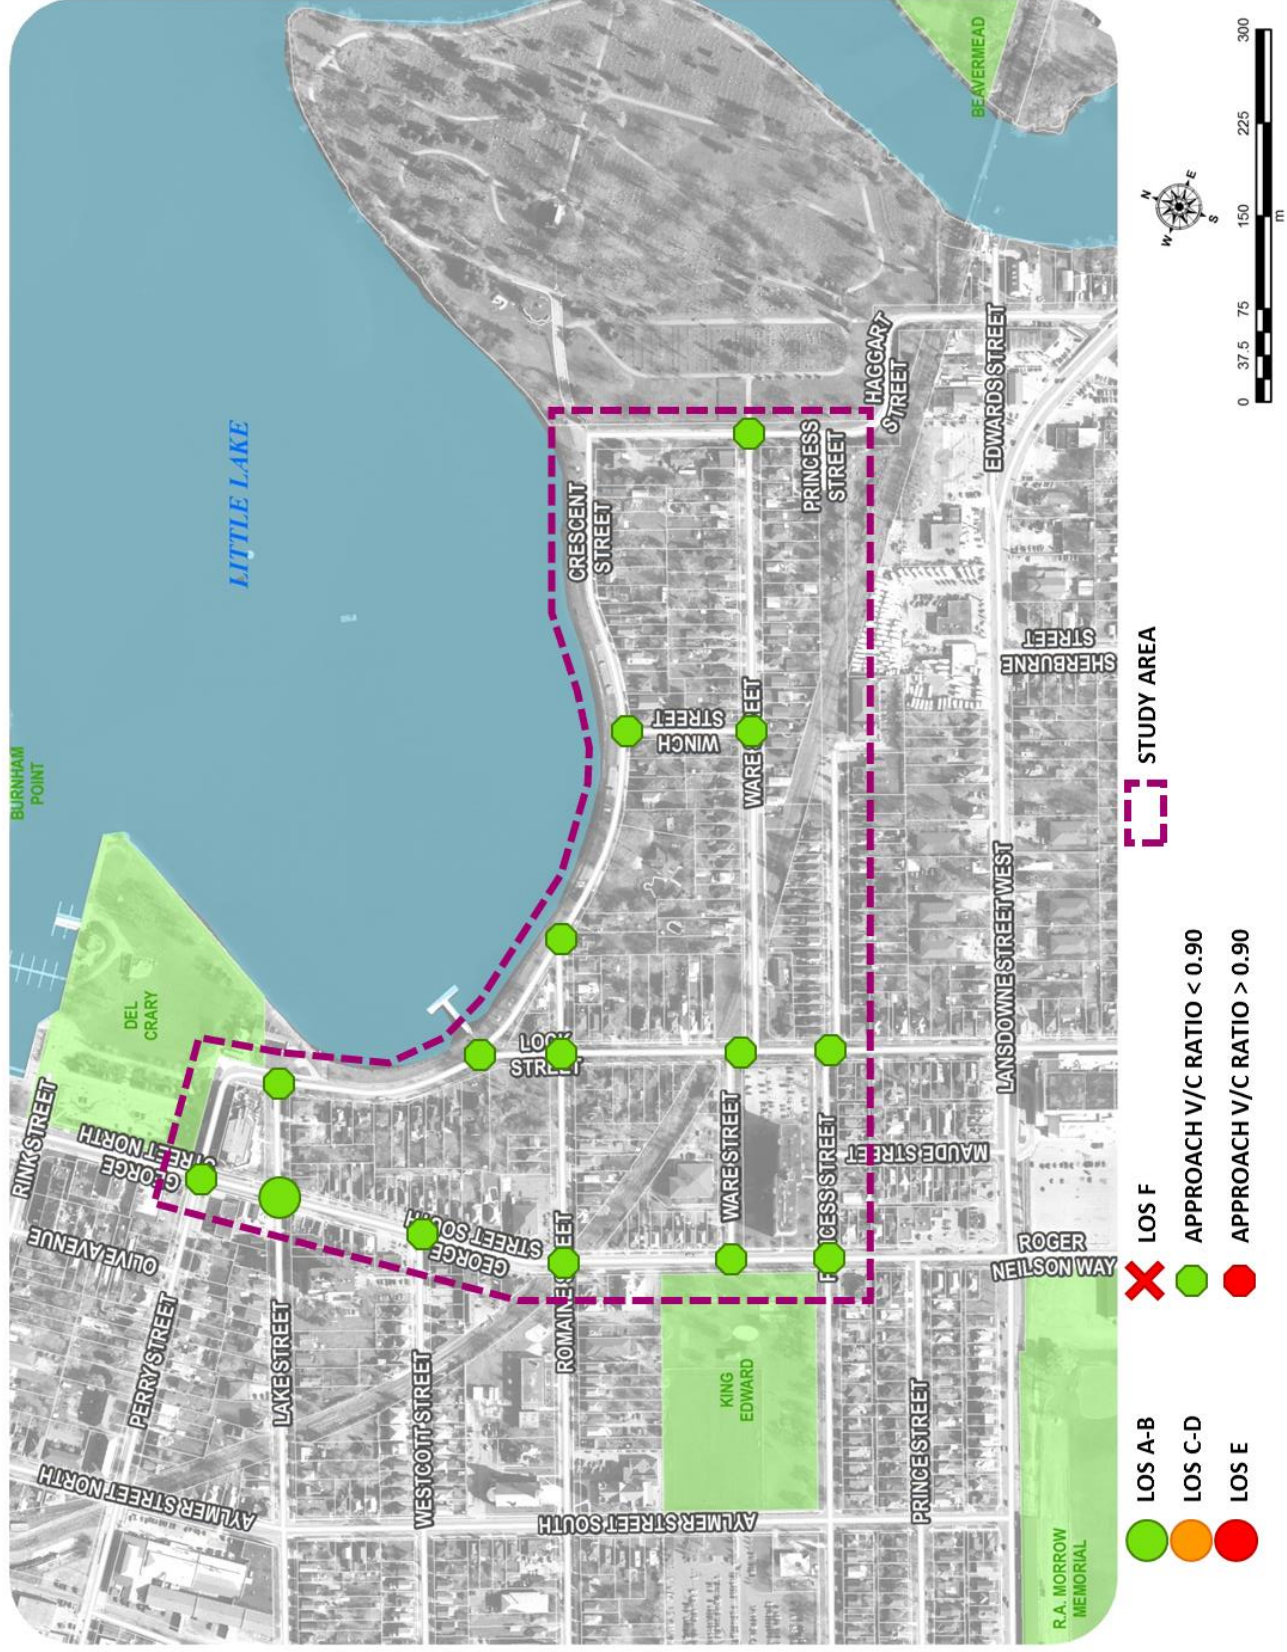 BURNHAM
POINT
LITTLE LAKE
BEAVERMEAD
DEL
CRARY
RINK STREET
GEORGE
STREET NORTH
OLIVE AVENUE
PERRY STREET
LAKE STREET
AYLMER STREET NORTH
WESTCOTT STREET
GEORGE
STREET SOUTH
LOCK
STREET
CRESCENT
STREET
WINCH
STREET
WARE STREET
PRINCESS
STREET
HAGGART
STREET
EDWARDS STREET
ROMAINE STREET
WARE STREET
PRINCESS STREET
MAUDE STREET
KING
EDWARD
AYLMER STREET SOUTH
PRINCE STREET
LANSDOWNE STREET WEST
SHERBURNE
STREET
ROGER
NEILSON WAY
R.A. MORROW
MEMORIAL
LOS A-B
LOS C-D
LOS E
LOS F
APPROACH V/C RATIO < 0.90
APPROACH V/C RATIO > 0.90
STUDY AREA
N
E
S
W
0 37.5 75 150 225 300
m